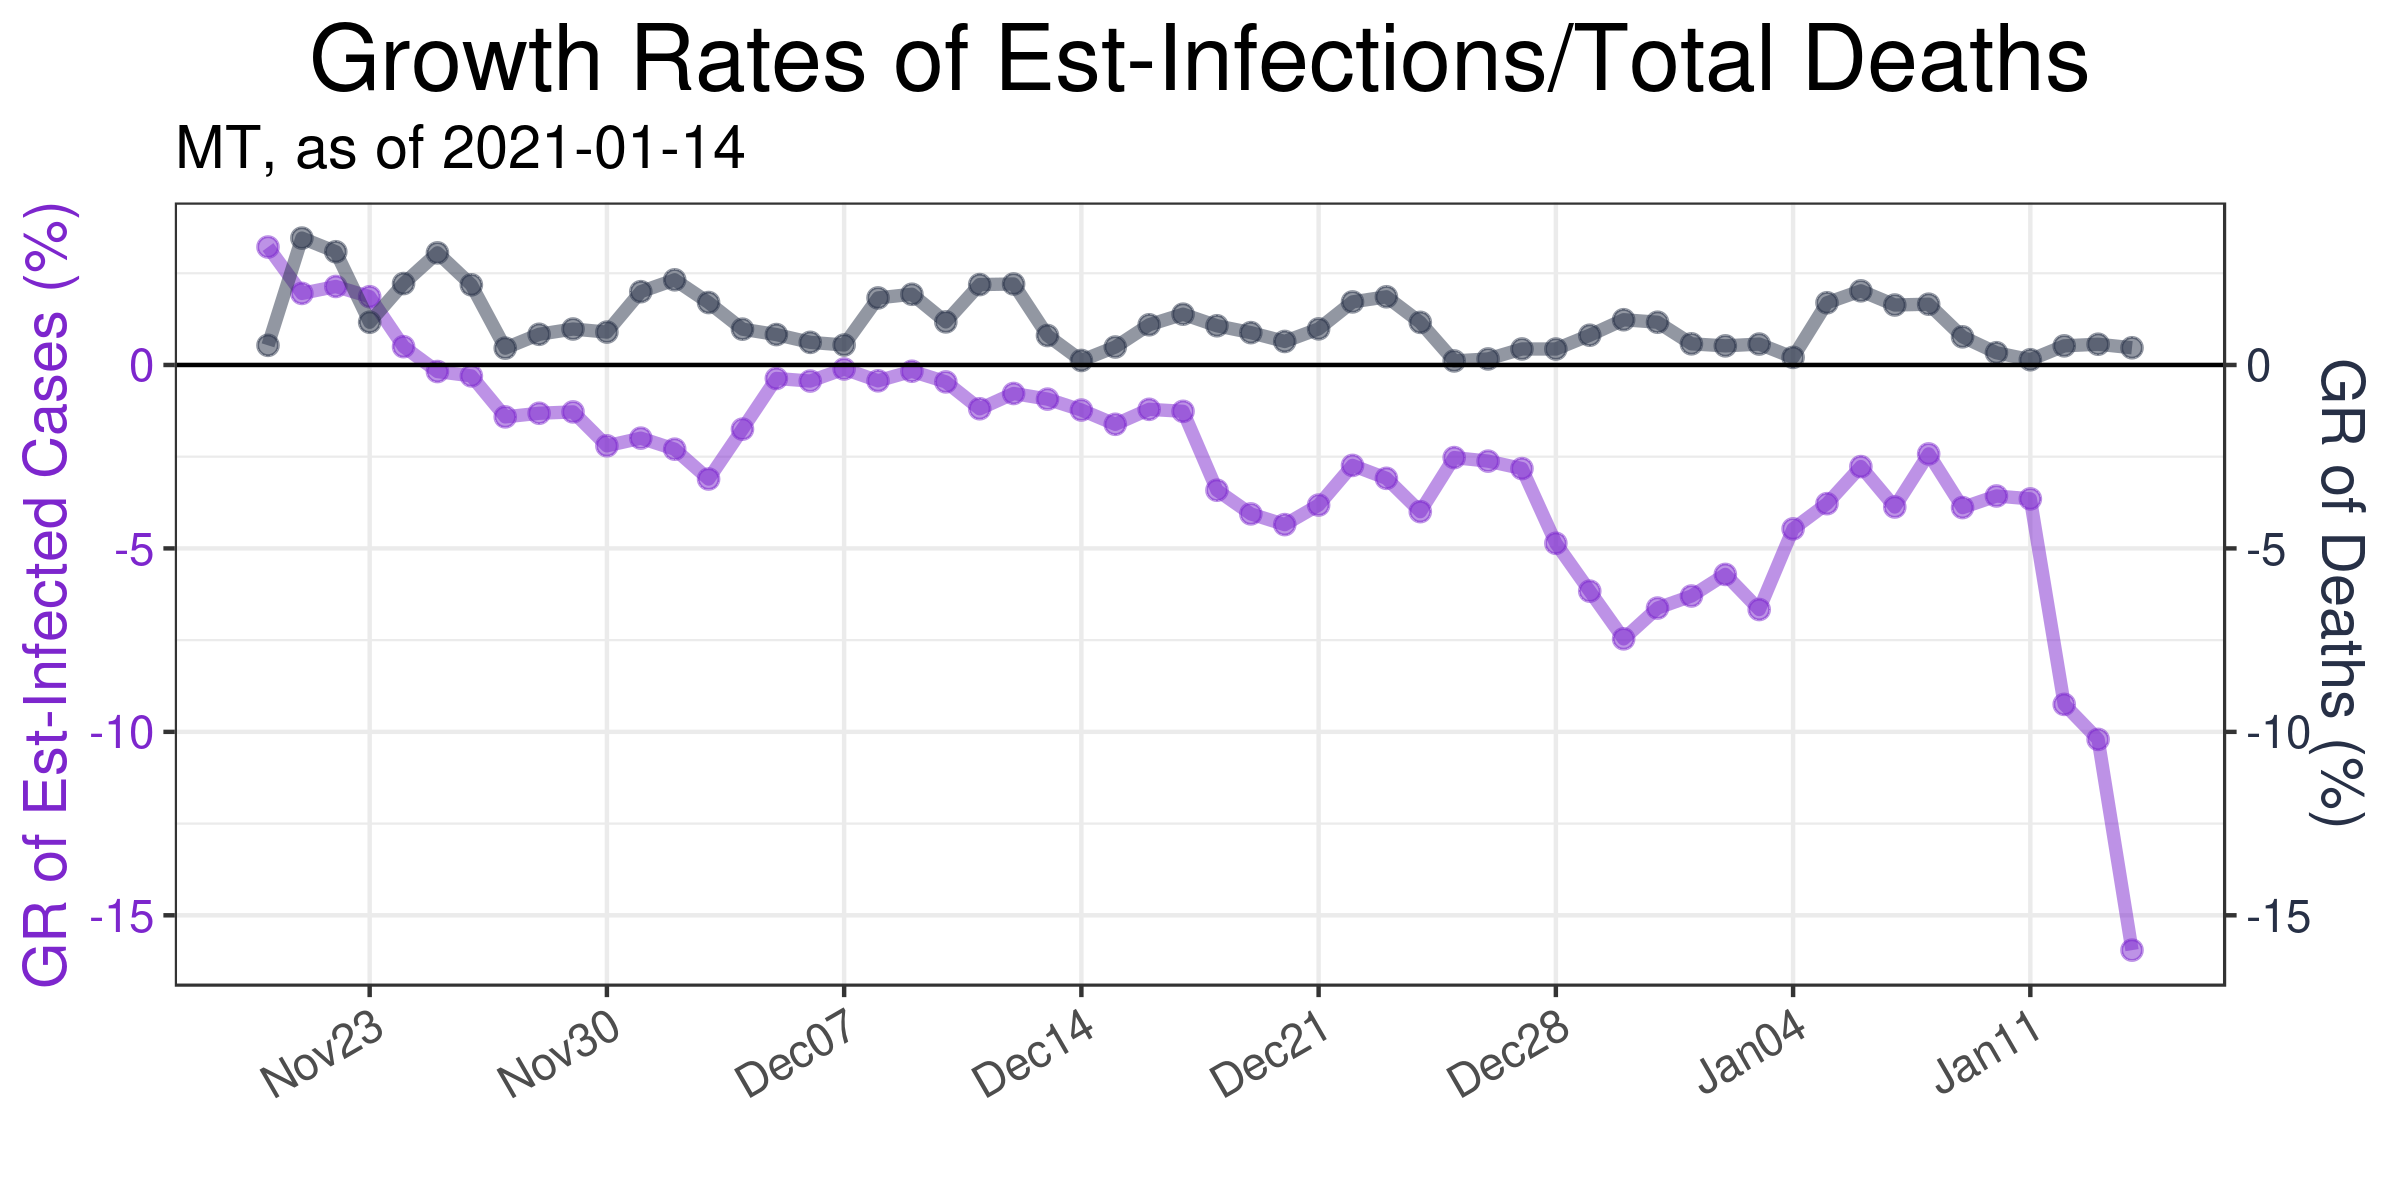 Growth Rates of Est-Infections/Total Deaths
MT, as of 2021-01-14
GR of Est-Infected Cases (%)
0
-5
-10
-15
0
-5
-10
-15
GR of Deaths (%)
Nov23
Nov30
Dec07
Dec14
Dec21
Dec28
Jan04
Jan11